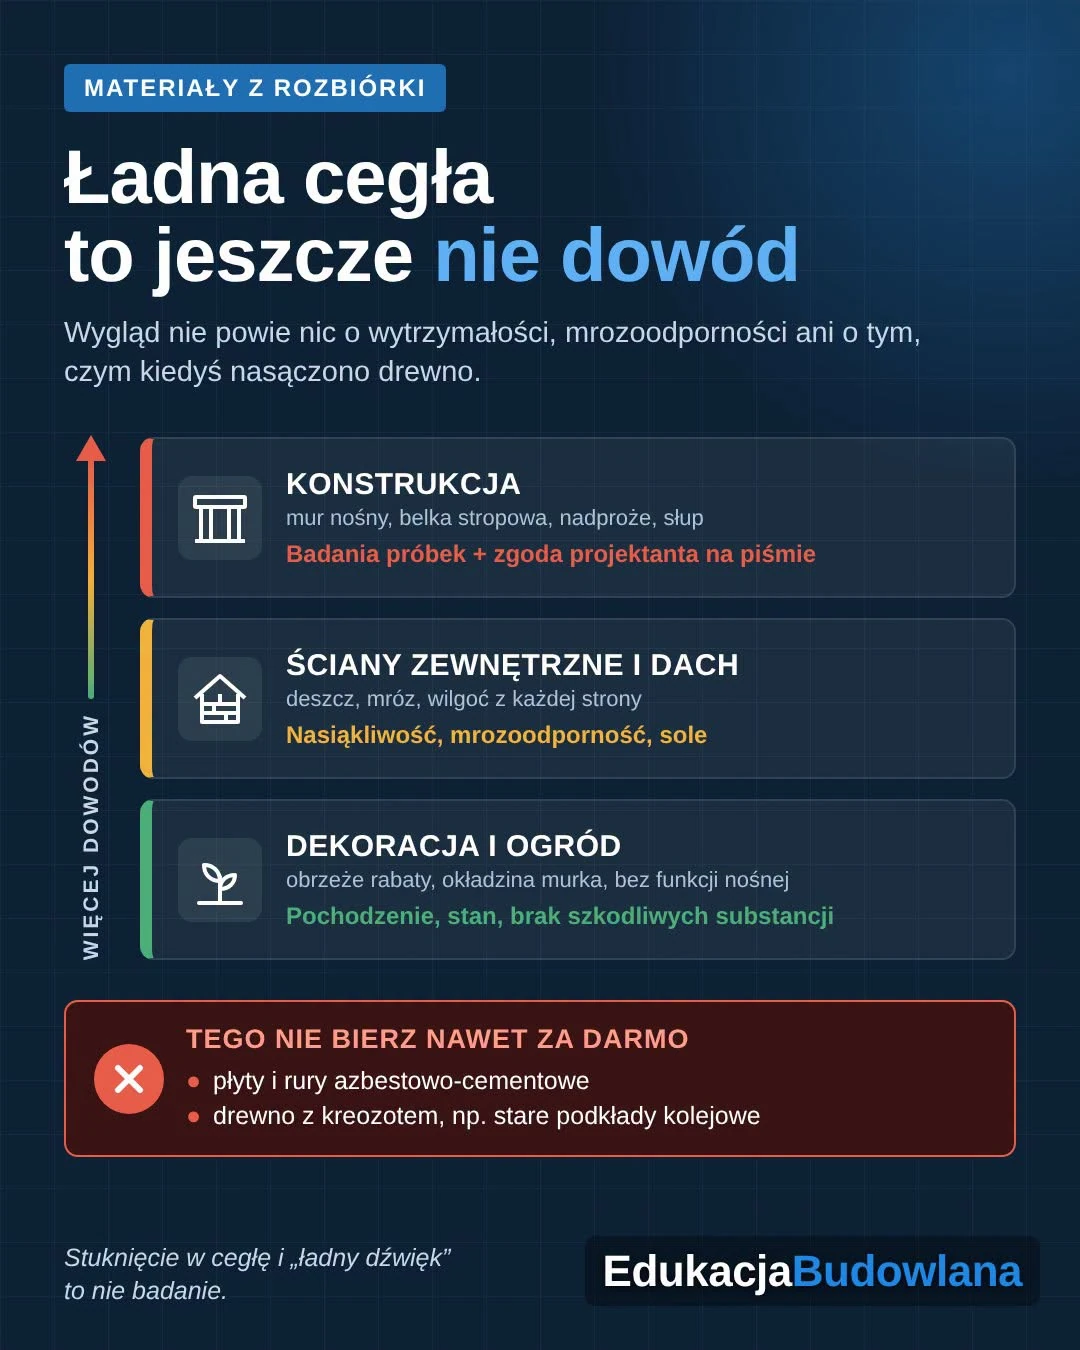 MATERIAŁY Z ROZBIÓRKI
Ładna cegła
to jeszcze nie dowód
Wygląd nie powie nic o wytrzymałości, mrozoodporności ani o tym,
czym kiedyś nasączono drewno.
WIĘCEJ DOWODÓW
KONSTRUKCJA
mur nośny, belka stropowa, nadproże, słup
Badania próbek + zgoda projektanta na piśmie
ŚCIANY ZEWNĘTRZNE I DACH
deszcz, mróz, wilgoć z każdej strony
Nasiąkliwość, mrozoodporność, sole
DEKORACJA I OGRÓD
obrzeże rabaty, okładzina murka, bez funkcji nośnej
Pochodzenie, stan, brak szkodliwych substancji
TEGO NIE BIERZ NAWET ZA DARMO
płyty i rury azbestowo-cementowe
drewno z kreozotem, np. stare podkłady kolejowe
Stuknięcie w cegłę i „ładny dźwięk”
to nie badanie.
EdukacjaBudowlana